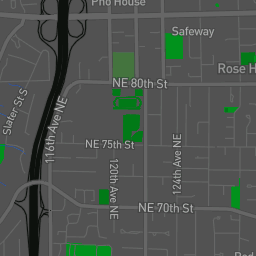 Pho House
Safeway
Rose H
NE 80th St
Slater St S
116th Ave NE
NE 75th St
120th Ave NE
124th Ave NE
NE 70th St
Red